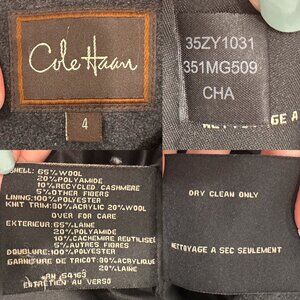 Cole Haan
4
35ZY1031
351MG509
CHA
NETTOYAGE A
SHELL: 65% WOOL
20% POLYAMIDE
10% RECYCLED CASHMERE
5% OTHER FIBERS
LINING: 100% POLYESTER
KNIT TRIM: 80% ACRYLIC 20% WOOL
OVER FOR CARE
EXTERIEUR: 65% LAINE
20% POLYAMIDE
10% CACHEMIRE REUTILISE
5% AUTRES FIBRES
DOUBLURE: 100% POLYESTER
GARNITURE DE TRICOT: 80% ACRYLIQUE
20% LAINE
RN 54163
ENTRETIEN AU VERSO
DRY CLEAN ONLY
NETTOYAGE A SEC SEULEMENT